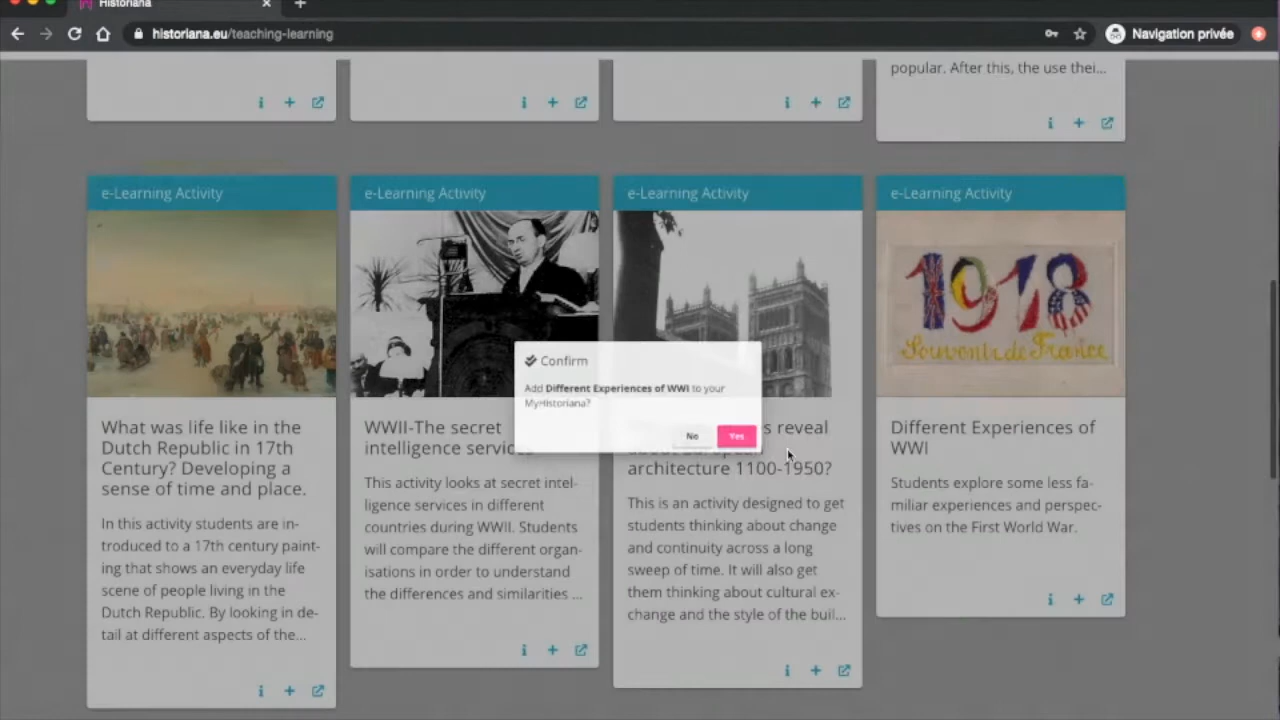 Historiana
historiana.eu/teaching-learning
Navigation privée
popular. After this, the use thei...
e-Learning Activity
What was life like in the
Dutch Republic in 17th
Century? Developing a
sense of time and place.
In this activity students are in-
troduced to a 17th century paint-
ing that shows an everyday life
scene of people living in the
Dutch Republic. By looking in de-
tail at different aspects of the...
e-Learning Activity
WWII-The secret
intelligence services
This activity looks at secret intel-
ligence services in different
countries during WWII. Students
will compare the different organ-
isations in order to understand
the differences and similarities ...
e-Learning Activity
s reveal
architecture 1100-1950?
This is an activity designed to get
students thinking about change
and continuity across a long
sweep of time. It will also get
them thinking about cultural ex-
change and the style of the buil...
e-Learning Activity
1918
Souvenir de France
Different Experiences of
WWI
Students explore some less fa-
miliar experiences and perspec-
tives on the First World War.
Confirm
Add Different Experiences of WWI to your
MyHistoriana?
No
Yes